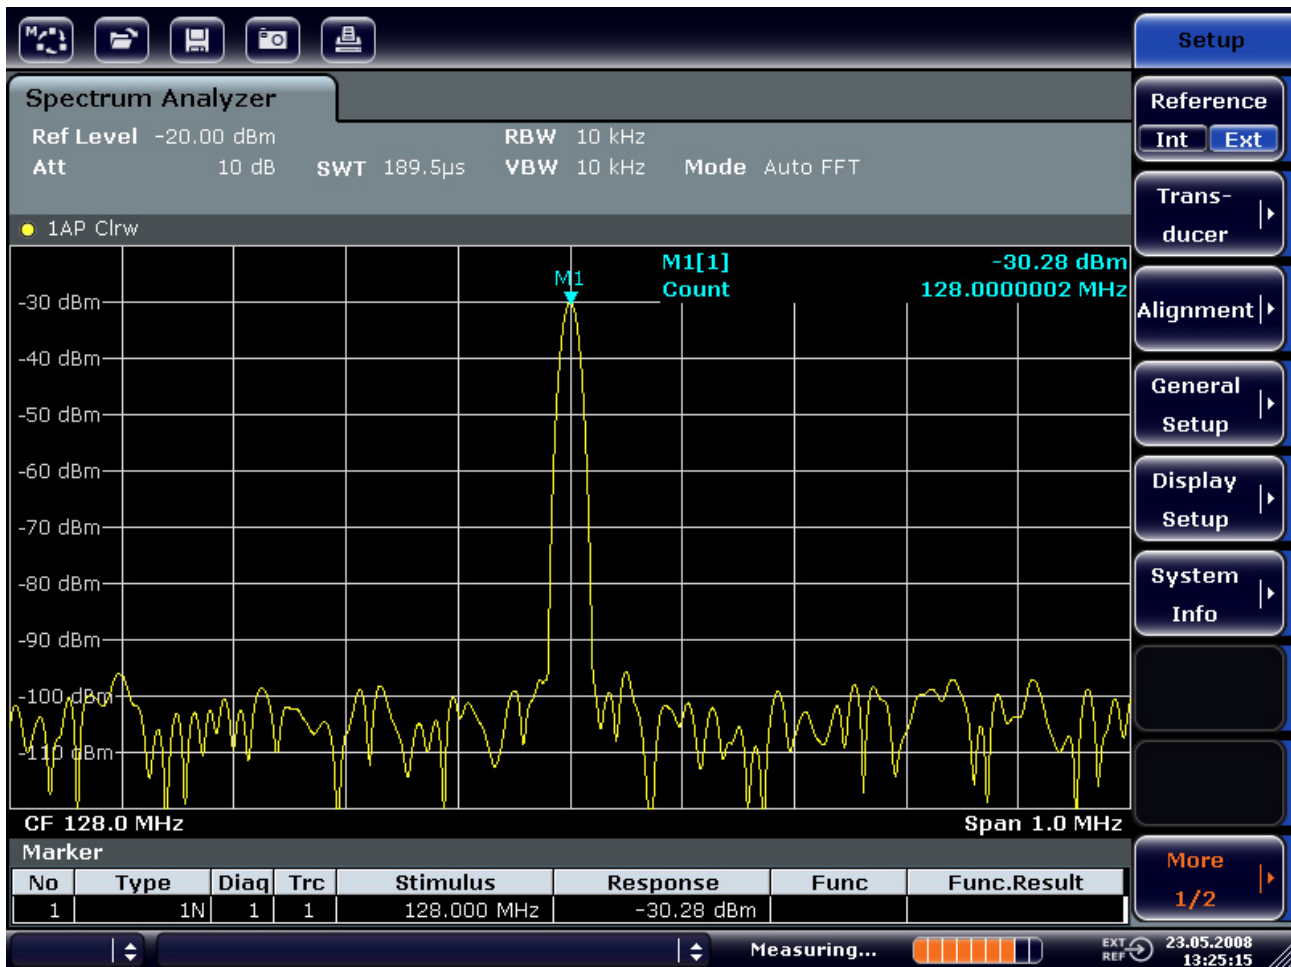 M
Setup
Spectrum Analyzer
Ref Level -20.00 dBm RBW 10 kHz
Att 10 dB SWT 189.5µs VBW 10 kHz Mode Auto FFT
1AP Clrw
M1[1] -30.28 dBm
Count 128.0000002 MHz
M1
-30 dBm
-40 dBm
-50 dBm
-60 dBm
-70 dBm
-80 dBm
-90 dBm
-100 dBm
-110 dBm
CF 128.0 MHz Span 1.0 MHz
Marker
No Type Diag Trc Stimulus Response Func Func.Result
1 1N 1 1 128.000 MHz -30.28 dBm
Measuring...
EXT
REF
23.05.2008
13:25:15
Reference
Int Ext
Trans-
ducer
Alignment
General
Setup
Display
Setup
System
Info
More
1/2